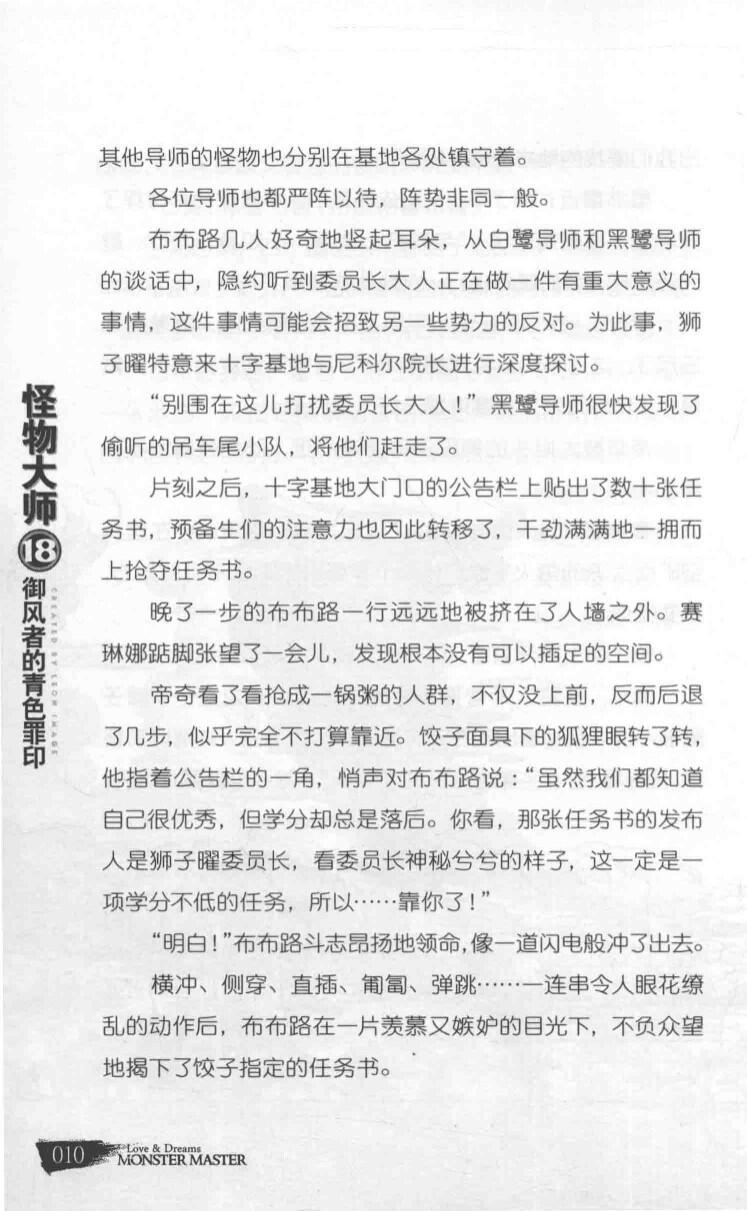 其他导师的怪物也分别在基地各处镇守着。
各位导师也都严阵以待，阵势非同一般。
布布路几人好奇地竖起耳朵，从白鹭导师和黑鹭导师
的谈话中，隐约听到委员长大人正在做一件有重大意义的
事情，这件事情可能会招致另一些势力的反对。为此事，狮
子曜特意来十字基地与尼科尔院长进行深度探讨。
“别围在这儿打扰委员长大人！”黑鹭导师很快发现了
偷听的吊车尾小队，将他们赶走了。
片刻之后，十字基地大门口的公告栏上贴出了数十张任
务书，预备生们的注意力也因此转移了，干劲满满地一拥而
上抢夺任务书。
晚了一步的布布路一行远远地被挤在了人墙之外。赛
琳娜踮脚张望了一会儿，发现根本没有可以插足的空间。
帝奇看了看抢成一锅粥的人群，不仅没上前，反而后退
了几步，似乎完全不打算靠近。饺子面具下的狐狸眼转了转，
他指着公告栏的一角，悄声对布布路说：“虽然我们都知道
自己很优秀，但学分却总是落后。你看，那张任务书的发布
人是狮子曜委员长，看委员长神秘兮兮的样子，这一定是一
项学分不低的任务，所以……靠你了！”
“明白！”布布路斗志昂扬地领命，像一道闪电般冲了出去。
横冲、侧穿、直插、匍匐、弹跳……一连串令人眼花缭
乱的动作后，布布路在一片羡慕又嫉妒的目光下，不负众望
地揭下了饺子指定的任务书。
怪物大师
18
御风者的青色罪印
CREATED BY LEON IMAGE
010
Love & Dreams
MONSTER MASTER